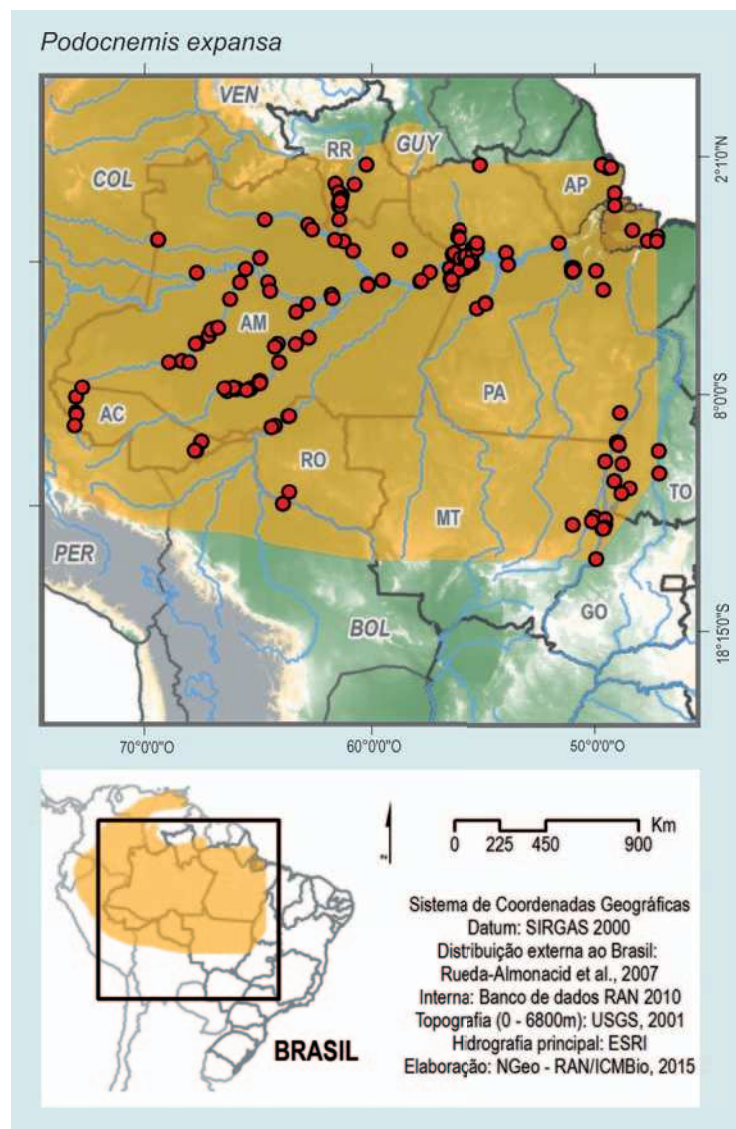 Podocnemis expansa
VEN
GUY
RR
COL
AP
2°1'0"N
AM
PA
8°0'0"S
AC
RO
TO
MT
PER
GO
BOL
18°15'0"S
70°0'0"O
60°0'0"O
50°0'0"O
Km
0 225 450 900
Sistema de Coordenadas Geográficas
Datum: SIRGAS 2000
Distribuição externa ao Brasil:
Rueda-Almonacid et al., 2007
Interna: Banco de dados RAN 2010
Topografia (0 - 6800m): USGS, 2001
Hidrografia principal: ESRI
Elaboração: NGeo - RAN/ICMBio, 2015
BRASIL